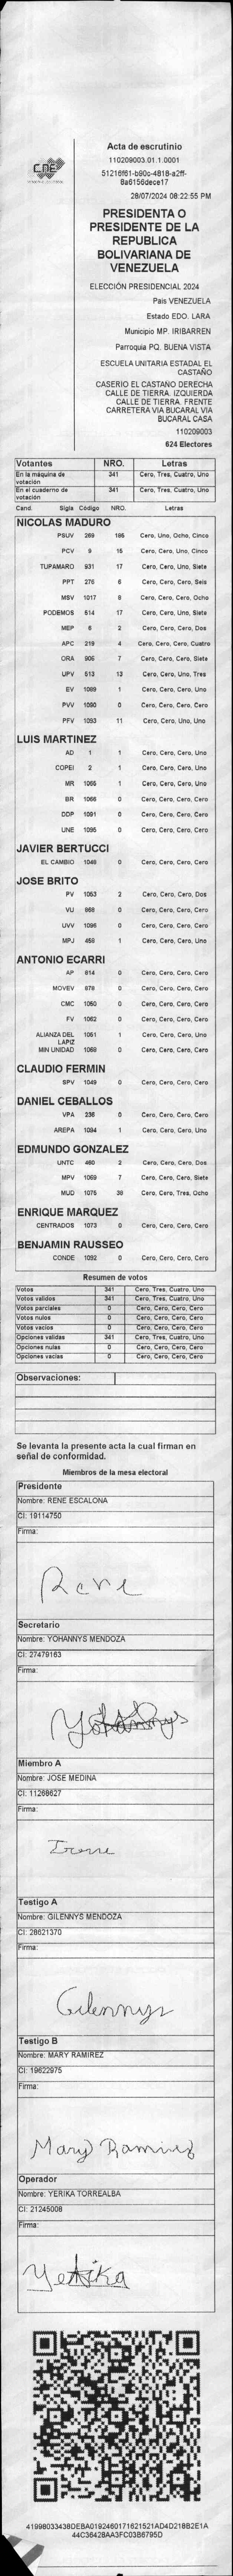 CNE
Acta de escrutinio
110209003.01.1.0001
51216f61-b90c-4818-a2ff-
8a6156dece17
28/07/2024 08:22:55 PM
PRESIDENTA O
PRESIDENTE DE LA
REPUBLICA
BOLIVARIANA DE
VENEZUELA
ELECCIÓN PRESIDENCIAL 2024
Pais VENEZUELA
Estado EDO. LARA
Municipio MP. IRIBARREN
Parroquia PQ. BUENA VISTA
ESCUELA UNITARIA ESTADAL EL
CASTAÑO
CASERIO EL CASTANO DERECHA
CALLE DE TIERRA. IZQUIERDA
CALLE DE TIERRA. FRENTE
CARRETERA VIA BUCARAL VIA
BUCARAL CASA
110209003
624 Electores
Votantes NRO. Letras
En la máquina de votación 341 Cero, Tres, Cuatro, Uno
En el cuaderno de votación 341 Cero, Tres, Cuatro, Uno
Cand. Sigla Código NRO. Letras
NICOLAS MADURO
PSUV 269 185 Cero, Uno, Ocho, Cinco
PCV 9 15 Cero, Cero, Uno, Cinco
TUPAMARO 931 17 Cero, Cero, Uno, Siete
PPT 276 6 Cero, Cero, Cero, Seis
MSV 1017 8 Cero, Cero, Cero, Ocho
PODEMOS 514 17 Cero, Cero, Uno, Siete
MEP 6 2 Cero, Cero, Cero, Dos
APC 219 4 Cero, Cero, Cero, Cuatro
ORA 906 7 Cero, Cero, Cero, Siete
UPV 513 13 Cero, Cero, Uno, Tres
EV 1089 1 Cero, Cero, Cero, Uno
PVV 1090 0 Cero, Cero, Cero, Cero
PFV 1093 11 Cero, Cero, Uno, Uno
LUIS MARTINEZ
AD 1 1 Cero, Cero, Cero, Uno
COPEI 2 1 Cero, Cero, Cero, Uno
MR 1065 1 Cero, Cero, Cero, Uno
BR 1066 0 Cero, Cero, Cero, Cero
DDP 1091 0 Cero, Cero, Cero, Cero
UNE 1095 0 Cero, Cero, Cero, Cero
JAVIER BERTUCCI
EL CAMBIO 1048 0 Cero, Cero, Cero, Cero
JOSE BRITO
PV 1053 2 Cero, Cero, Cero, Dos
VU 868 0 Cero, Cero, Cero, Cero
UVV 1096 0 Cero, Cero, Cero, Cero
MPJ 458 1 Cero, Cero, Cero, Uno
ANTONIO ECARRI
AP 814 0 Cero, Cero, Cero, Cero
MOVEV 878 0 Cero, Cero, Cero, Cero
CMC 1050 0 Cero, Cero, Cero, Cero
FV 1062 0 Cero, Cero, Cero, Cero
ALIANZA DEL LAPIZ 1051 1 Cero, Cero, Cero, Uno
MIN UNIDAD 1068 0 Cero, Cero, Cero, Cero
CLAUDIO FERMIN
SPV 1049 0 Cero, Cero, Cero, Cero
DANIEL CEBALLOS
VPA 236 0 Cero, Cero, Cero, Cero
AREPA 1094 1 Cero, Cero, Cero, Uno
EDMUNDO GONZALEZ
UNTC 460 2 Cero, Cero, Cero, Dos
MPV 1069 7 Cero, Cero, Cero, Siete
MUD 1075 38 Cero, Cero, Tres, Ocho
ENRIQUE MARQUEZ
CENTRADOS 1073 0 Cero, Cero, Cero, Cero
BENJAMIN RAUSSEO
CONDE 1092 0 Cero, Cero, Cero, Cero
Resumen de votos
Votos 341 Cero, Tres, Cuatro, Uno
Votos validos 341 Cero, Tres, Cuatro, Uno
Votos parciales 0 Cero, Cero, Cero, Cero
Votos nulos 0 Cero, Cero, Cero, Cero
Votos vacios 0 Cero, Cero, Cero, Cero
Opciones validas 341 Cero, Tres, Cuatro, Uno
Opciones nulas 0 Cero, Cero, Cero, Cero
Opciones vacias 0 Cero, Cero, Cero, Cero
Observaciones:
Se levanta la presente acta la cual firman en
señal de conformidad.
Miembros de la mesa electoral
Presidente
Nombre: RENE ESCALONA
CI: 19114750
Firma:
Rene
Secretario
Nombre: YOHANNYS MENDOZA
CI: 27479163
Firma:
Yohannys
Miembro A
Nombre: JOSE MEDINA
CI: 11268627
Firma:
Testigo A
Nombre: GILENNYS MENDOZA
CI: 28621370
Firma:
Gilennys
Testigo B
Nombre: MARY RAMIREZ
CI: 19622975
Firma:
Mary Ramirez
Operador
Nombre: YERIKA TORREALBA
CI: 21245008
Firma:
Yerika
41998033438DEBA0192460171621521AD4D218B2E1A
44C36428AA3FC03B6795D